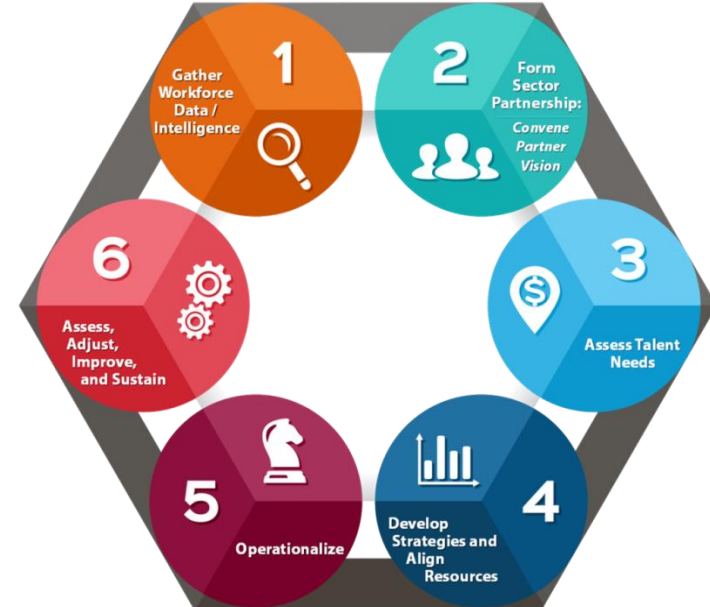 1
Gather
Workforce
Data /
Intelligence
2
Form
Sector
Partnership:
Convene
Partner
Vision
3
$
Assess Talent
Needs
4
Develop
Strategies and
Align
Resources
5
Operationalize
6
Assess,
Adjust,
Improve,
and Sustain